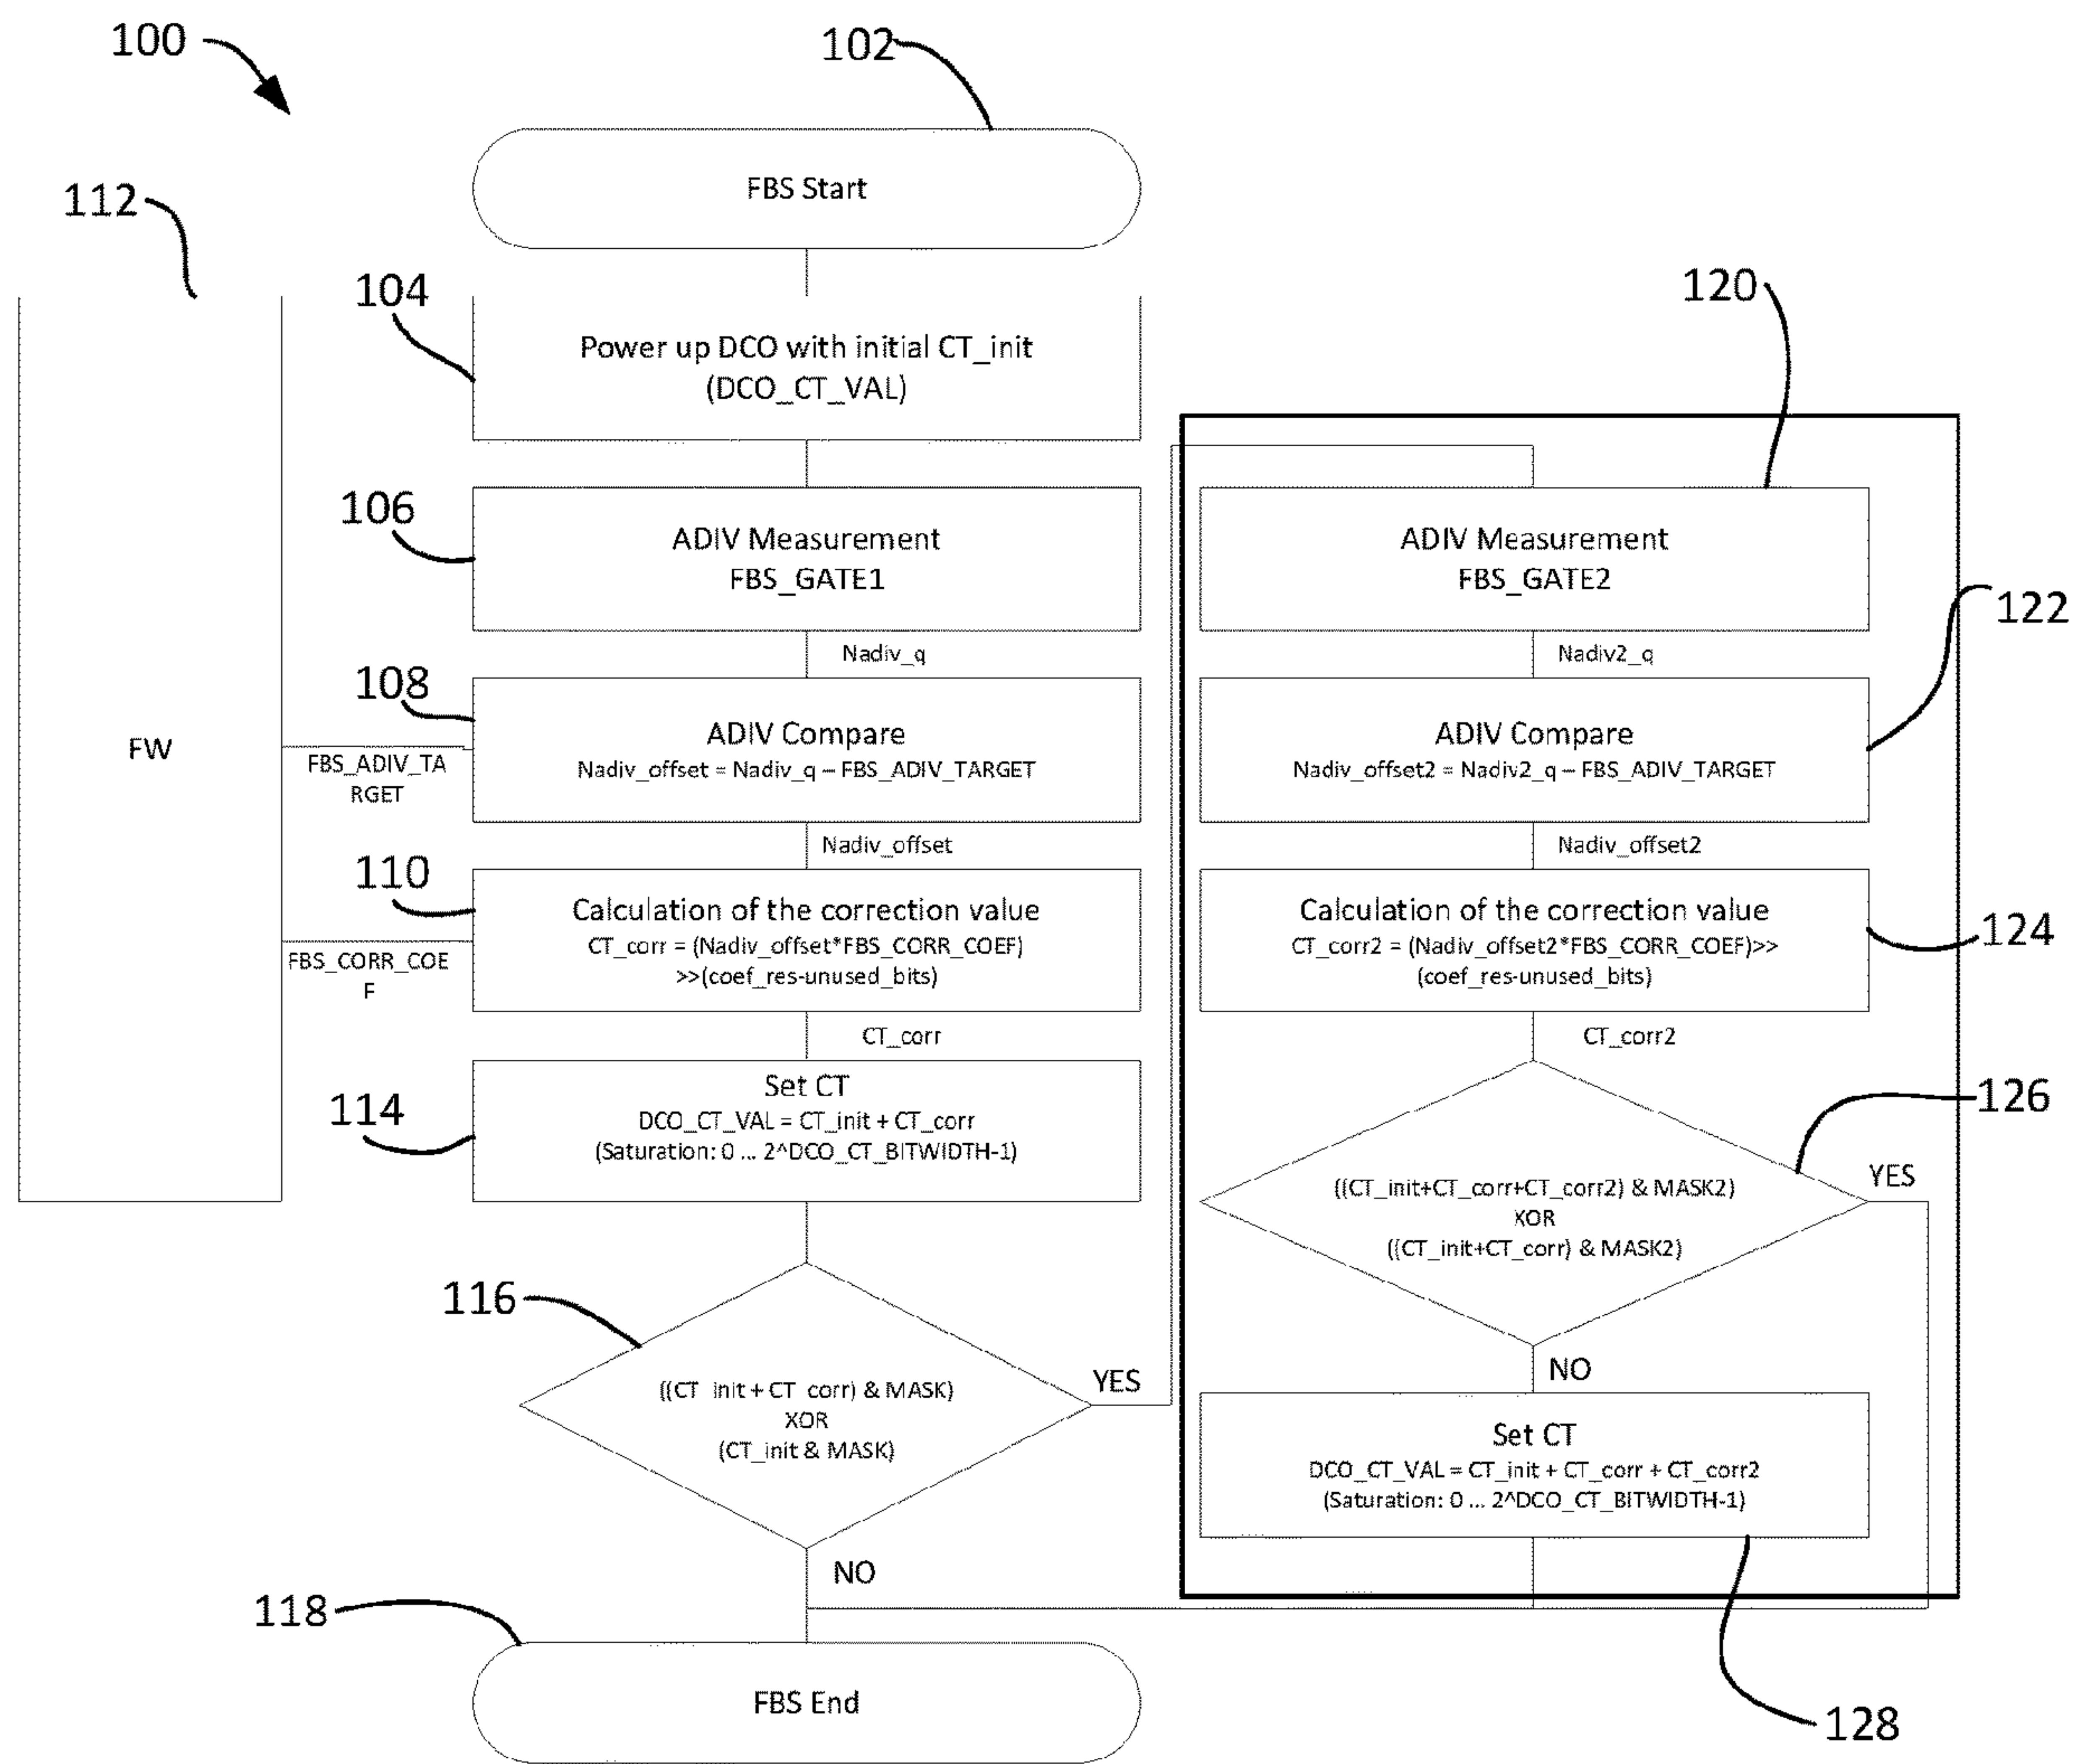 100
102
FBS Start
112
104
Power up DCO with initial CT_init
(DCO_CT_VAL)
106
ADIV Measurement
FBS_GATE1
Nadiv_q
108
ADIV Compare
Nadiv_offset = Nadiv_q – FBS_ADIV_TARGET
FW
FBS_ADIV_TA
RGET
Nadiv_offset
110
Calculation of the correction value
CT_corr = (Nadiv_offset*FBS_CORR_COEF)
>>(coef_res-unused_bits)
FBS_CORR_COE
F
CT_corr
114
Set CT
DCO_CT_VAL = CT_init + CT_corr
(Saturation: 0 ... 2^DCO_CT_BITWIDTH-1)
116
((CT_init + CT_corr) & MASK)
XOR
(CT_init & MASK)
YES
NO
118
FBS End
120
ADIV Measurement
FBS_GATE2
122
Nadiv2_q
ADIV Compare
Nadiv_offset2 = Nadiv2_q – FBS_ADIV_TARGET
Nadiv_offset2
124
Calculation of the correction value
CT_corr2 = (Nadiv_offset2*FBS_CORR_COEF)>>
(coef_res-unused_bits)
CT_corr2
126
((CT_init+CT_corr+CT_corr2) & MASK2)
XOR
((CT_init+CT_corr) & MASK2)
YES
NO
Set CT
DCO_CT_VAL = CT_init + CT_corr + CT_corr2
(Saturation: 0 ... 2^DCO_CT_BITWIDTH-1)
128